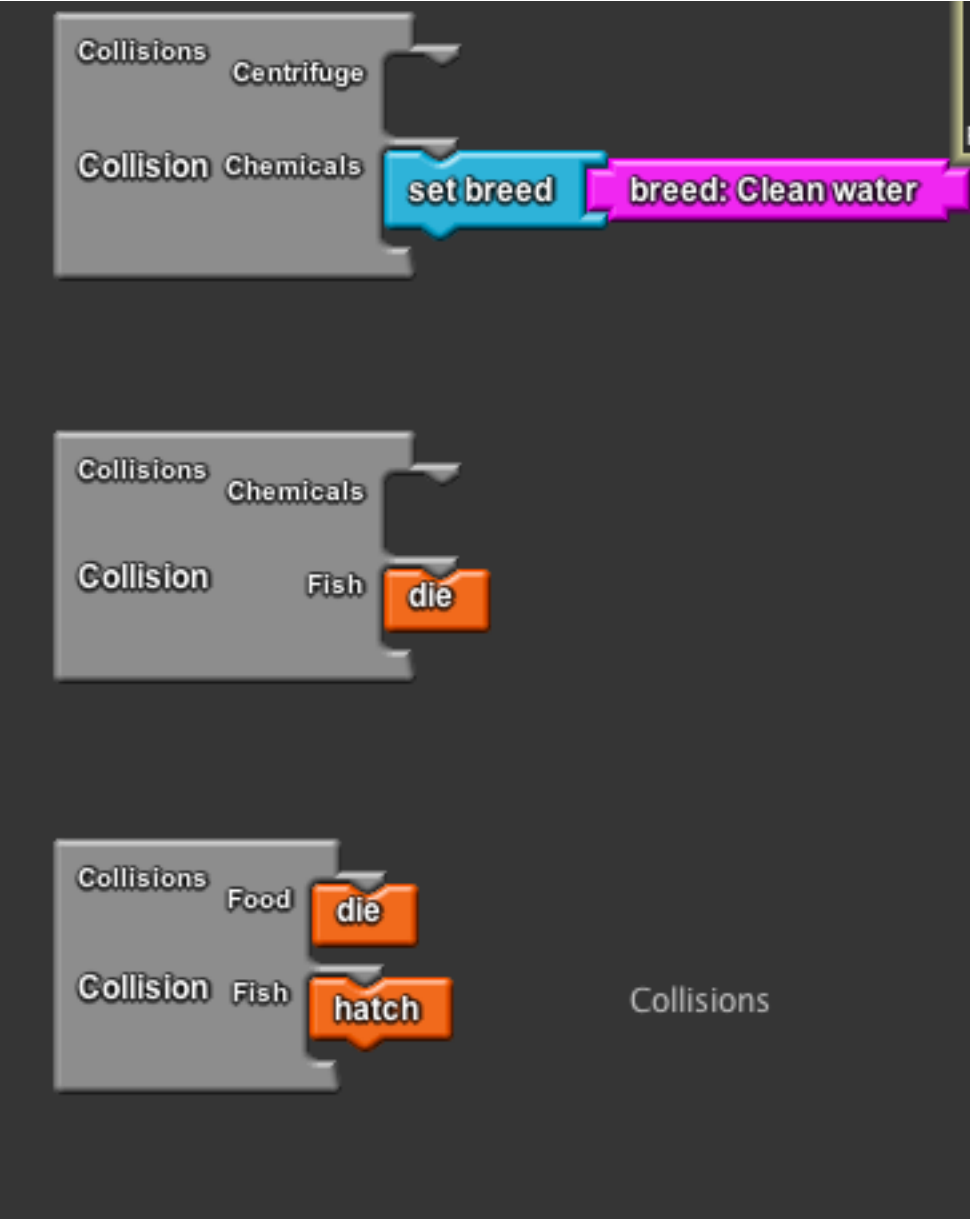 Collisions
Centrifuge
Collision Chemicals
set breed breed: Clean water
Collisions
Chemicals
Collision Fish
die
Collisions
Food
die
Collision Fish
hatch
Collisions